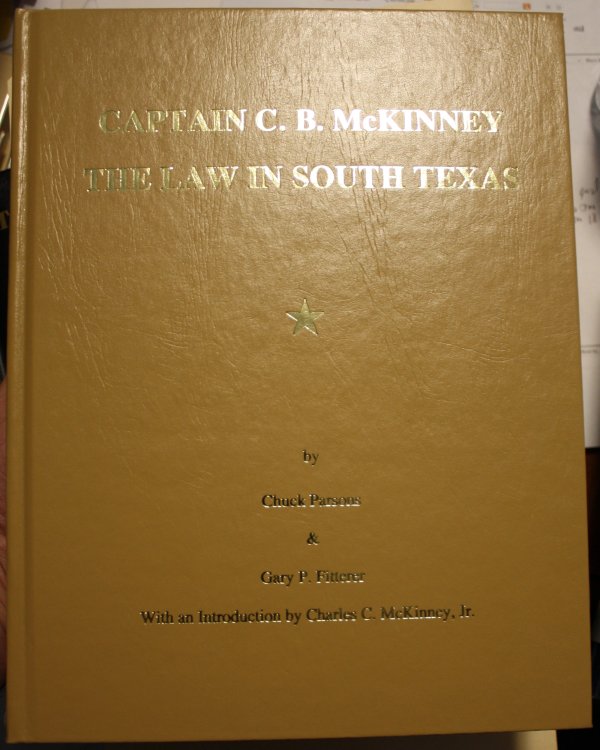 CAPTAIN C. B. McKINNEY
THE LAW IN SOUTH TEXAS
by
Chuck Parsons
&
Gary P. Fitterer
With an Introduction by Charles C. McKinney, Jr.